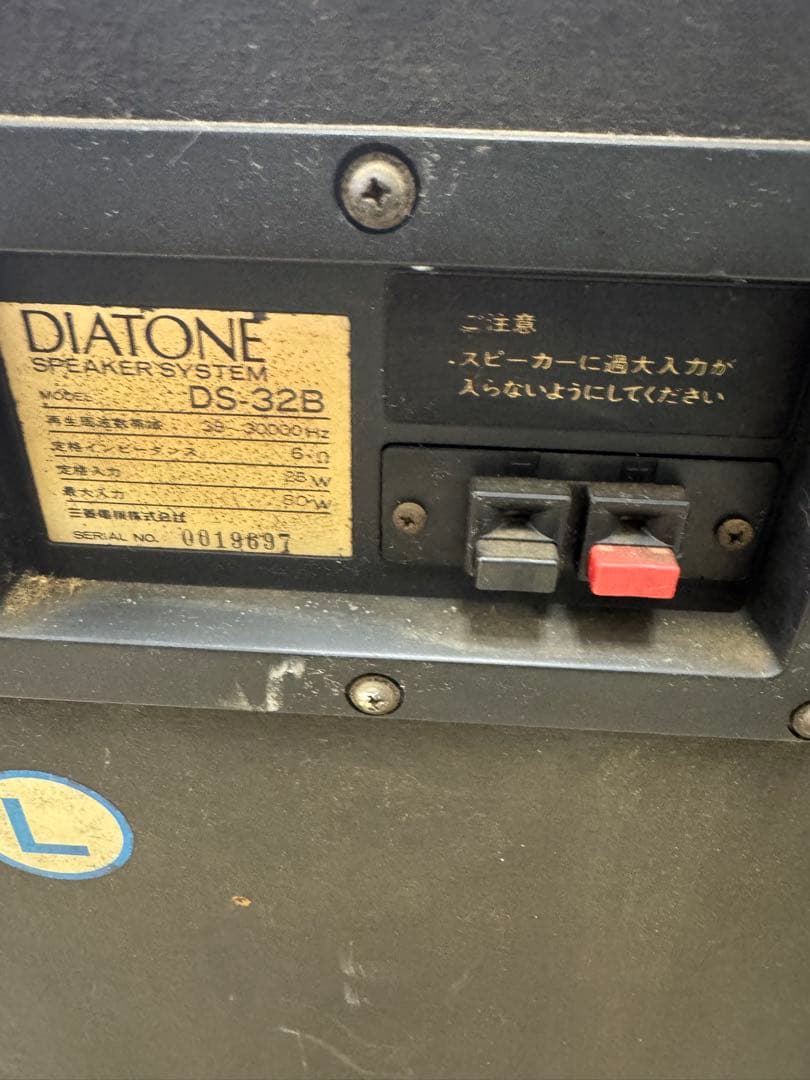 DIATONE
SPEAKER SYSTEM
MODEL DS-32B
再生周波数帯域 38-30000Hz
定格インピーダンス 6Ω
定格入力 W
最大入力 W
三菱電機株式会社
SERIAL NO. 0019697
ご注意
・スピーカーに過大入力が
入らないようにしてください
L